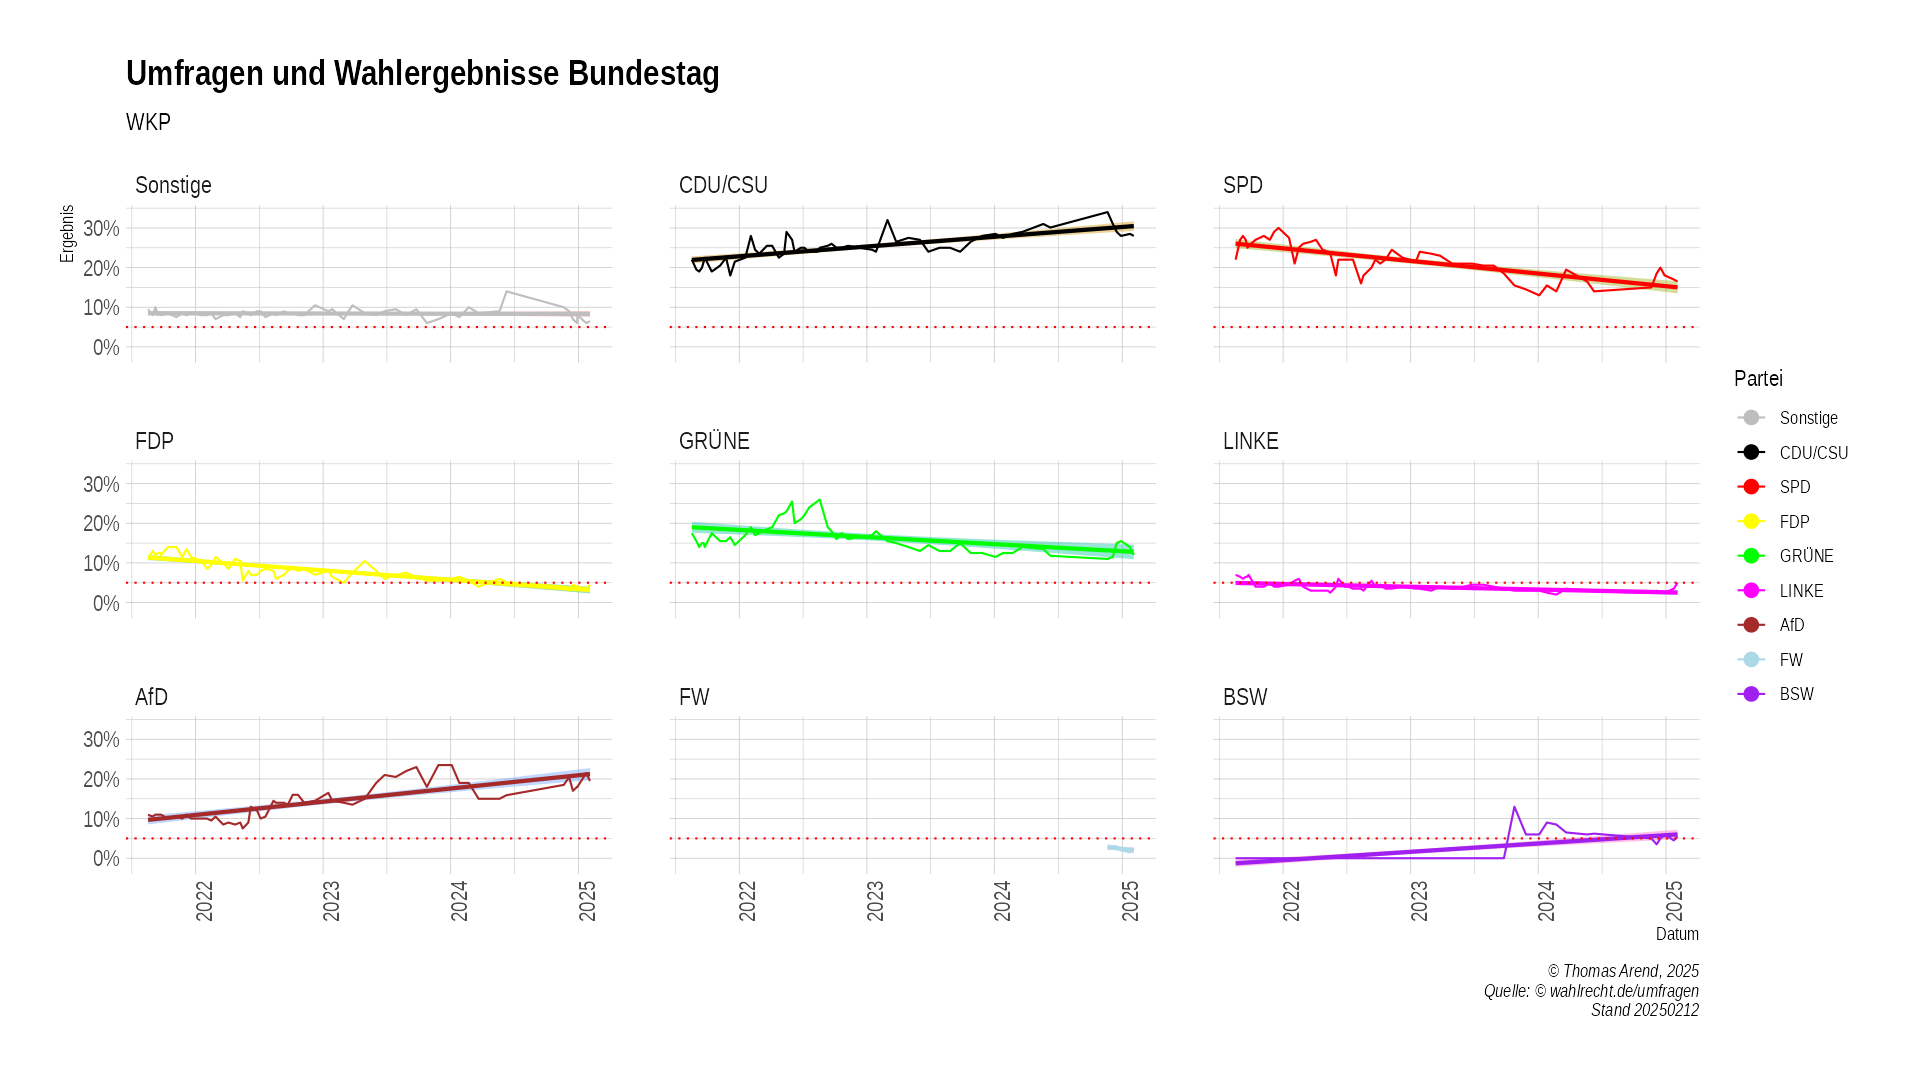 Umfragen und Wahlergebnisse Bundestag
WKP
Sonstige
CDU/CSU
SPD
Ergebnis
30%
20%
10%
0%
FDP
GRÜNE
LINKE
30%
20%
10%
0%
AfD
FW
BSW
30%
20%
10%
0%
2022
2023
2024
2025
2022
2023
2024
2025
2022
2023
2024
2025
Datum
Partei
Sonstige
CDU/CSU
SPD
FDP
GRÜNE
LINKE
AfD
FW
BSW
© Thomas Arend, 2025
Quelle: © wahlrecht.de/umfragen
Stand 20250212